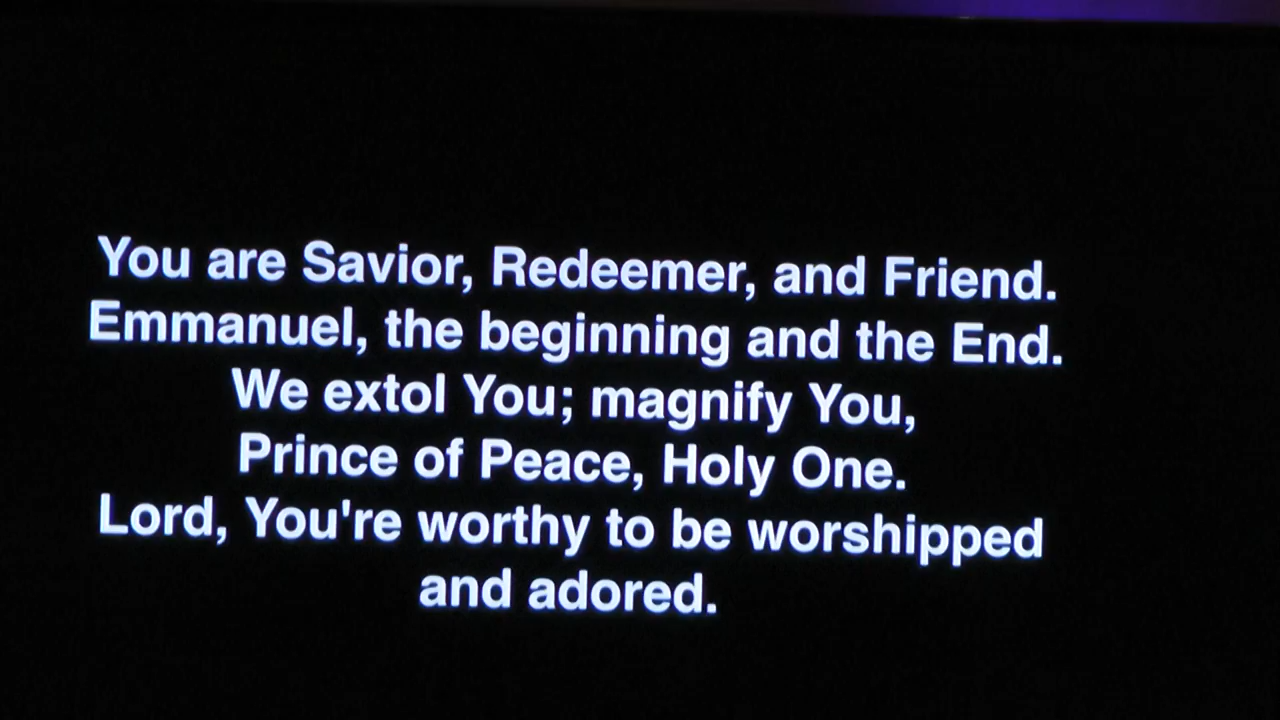 You are Savior, Redeemer, and Friend.
Emmanuel, the beginning and the End.
We extol You; magnify You,
Prince of Peace, Holy One.
Lord, You're worthy to be worshipped
and adored.